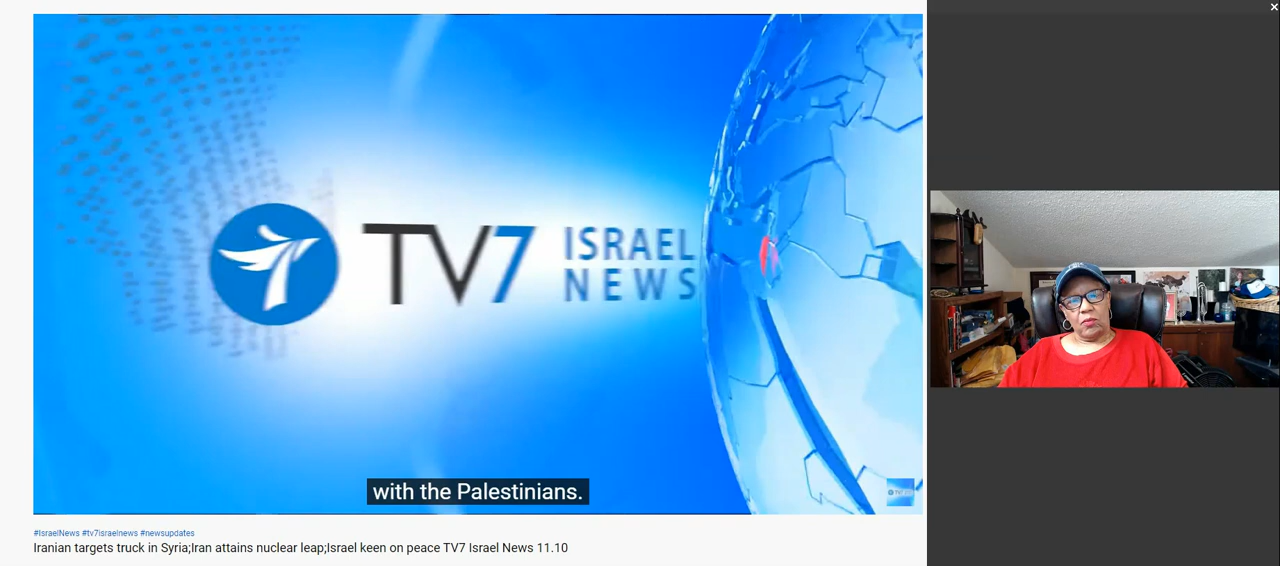 TV7 ISRAEL
NEWS
with the Palestinians.
#IsraelNews #tv7israelnews #newsupdates
Iranian targets truck in Syria;Iran attains nuclear leap;Israel keen on peace TV7 Israel News 11.10